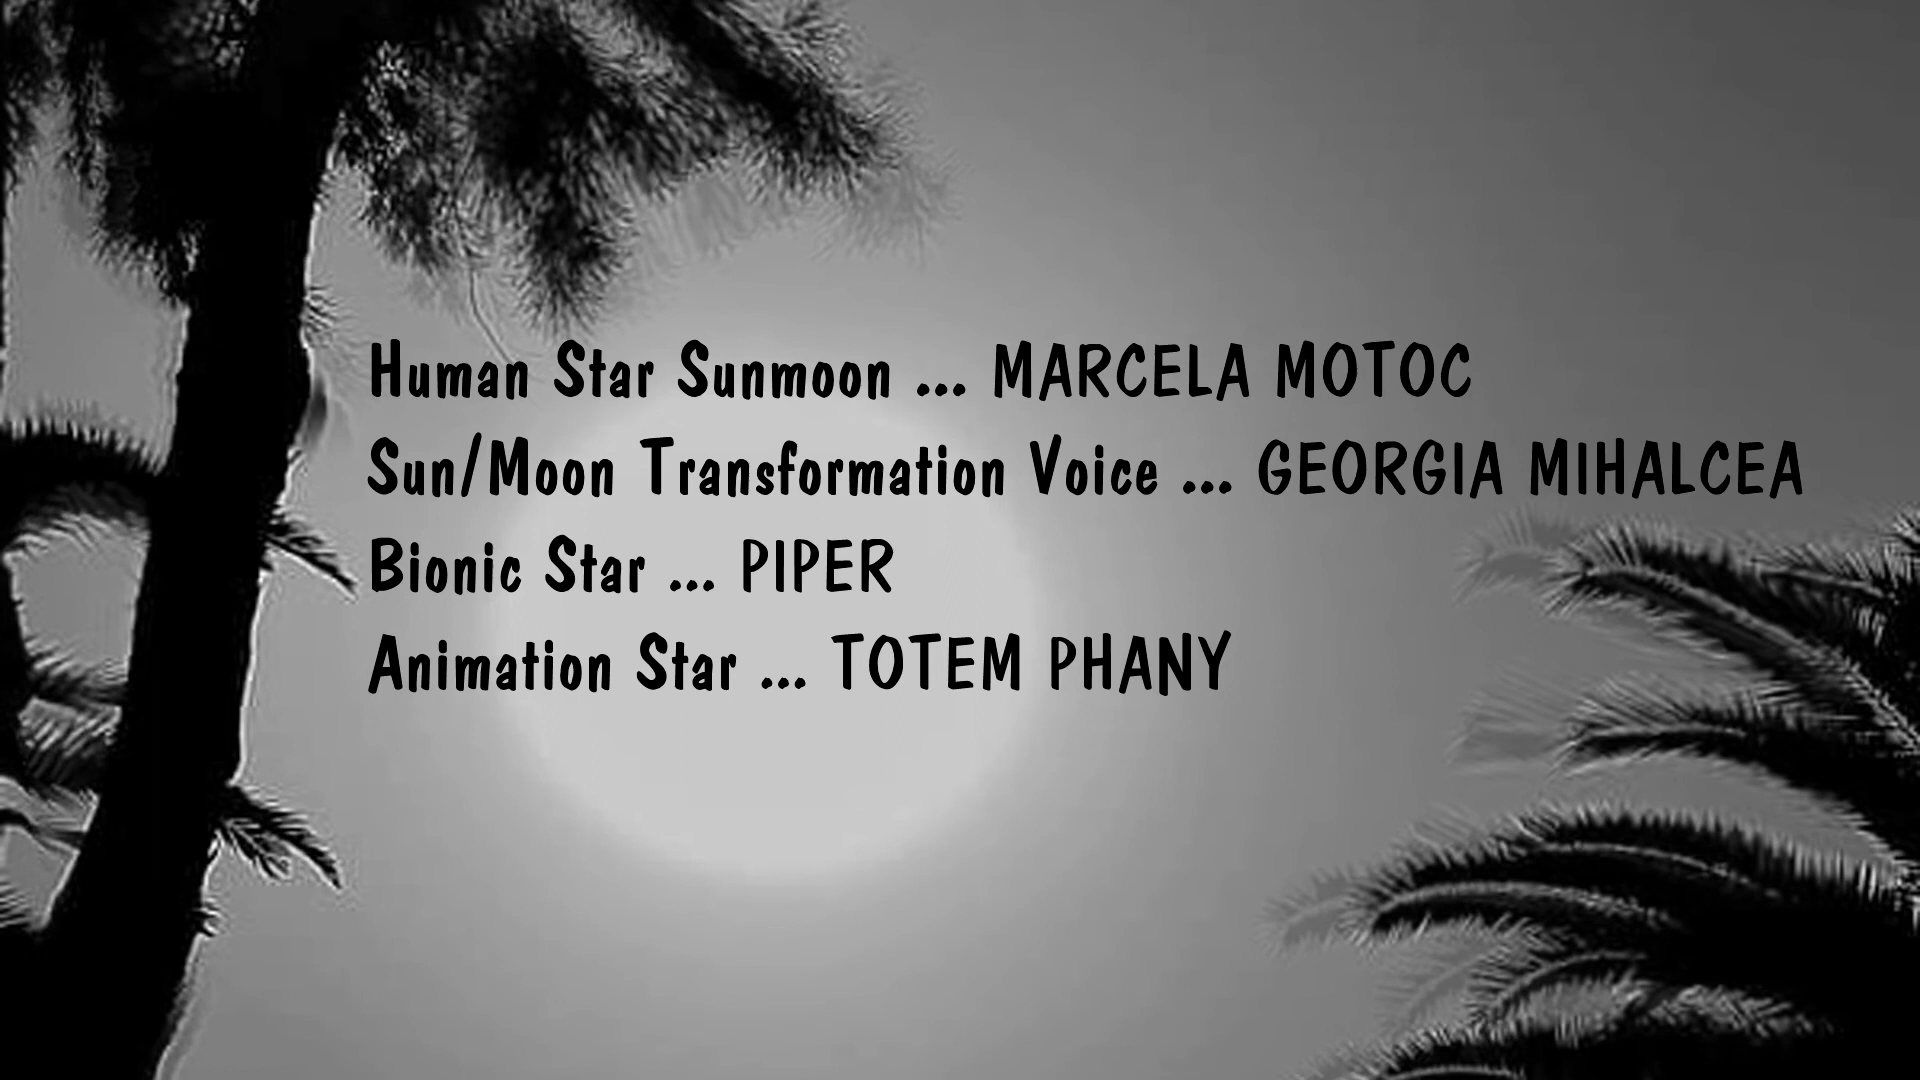 Human Star Sunmoon ... MARCELA MOTOC
Sun/Moon Transformation Voice ... GEORGIA MIHALCEA
Bionic Star ... PIPER
Animation Star ... TOTEM PHANY